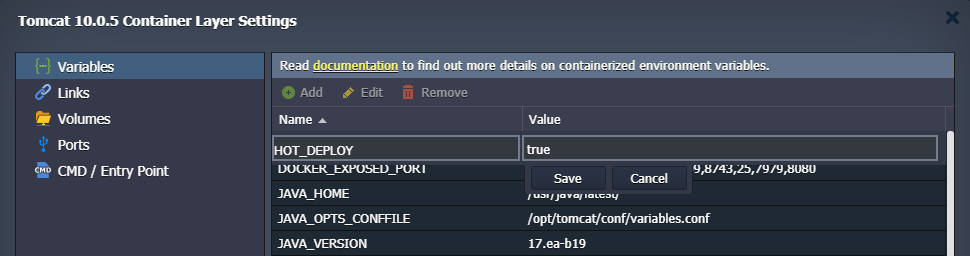 Tomcat 10.0.5 Container Layer Settings
Variables
Links
Volumes
Ports
CMD
CMD / Entry Point
Read documentation to find out more details on containerized environment variables.
Add Edit Remove
Name Value
HOT_DEPLOY true
DOCKER_EXPOSED_PORT 9,8743,25,7979,8080
Save Cancel
JAVA_HOME /usr/java/latest/
JAVA_OPTS_CONFFILE /opt/tomcat/conf/variables.conf
JAVA_VERSION 17.ea-b19